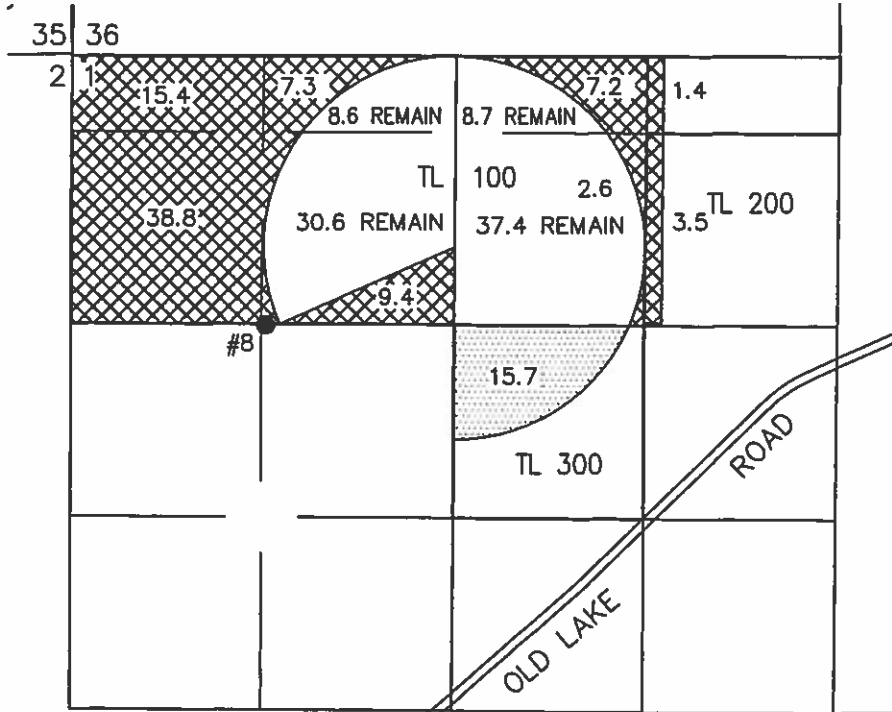 35 36
2 1
15.4 7.3 7.2 1.4
8.6 REMAIN 8.7 REMAIN
TL 100 2.6 TL 200
38.8 30.6 REMAIN 37.4 REMAIN 3.5
9.4
#8
15.7
TL 300
ROAD
OLD LAKE